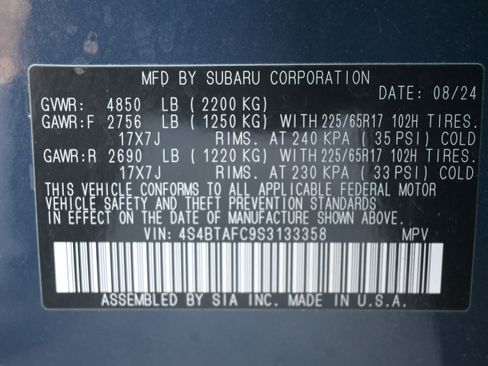 MFD BY SUBARU CORPORATION
DATE: 08/24
GVWR: 4850 LB (2200 KG)
GAWR:F 2756 LB (1250 KG) WITH 225/65R17 102H TIRES.
17X7J RIMS. AT 240 KPA (35 PSI) COLD
GAWR:R 2690 LB (1220 KG) WITH 225/65R17 102H TIRES.
17X7J RIMS. AT 230 KPA (33 PSI) COLD
THIS VEHICLE CONFORMS TO ALL APPLICABLE FEDERAL MOTOR
VEHICLE SAFETY AND THEFT PREVENTION STANDARDS
IN EFFECT ON THE DATE OF MANUFACTURE SHOWN ABOVE.
VIN: 4S4BTAFC9S3133358 MPV
ASSEMBLED BY SIA INC. MADE IN U.S.A.